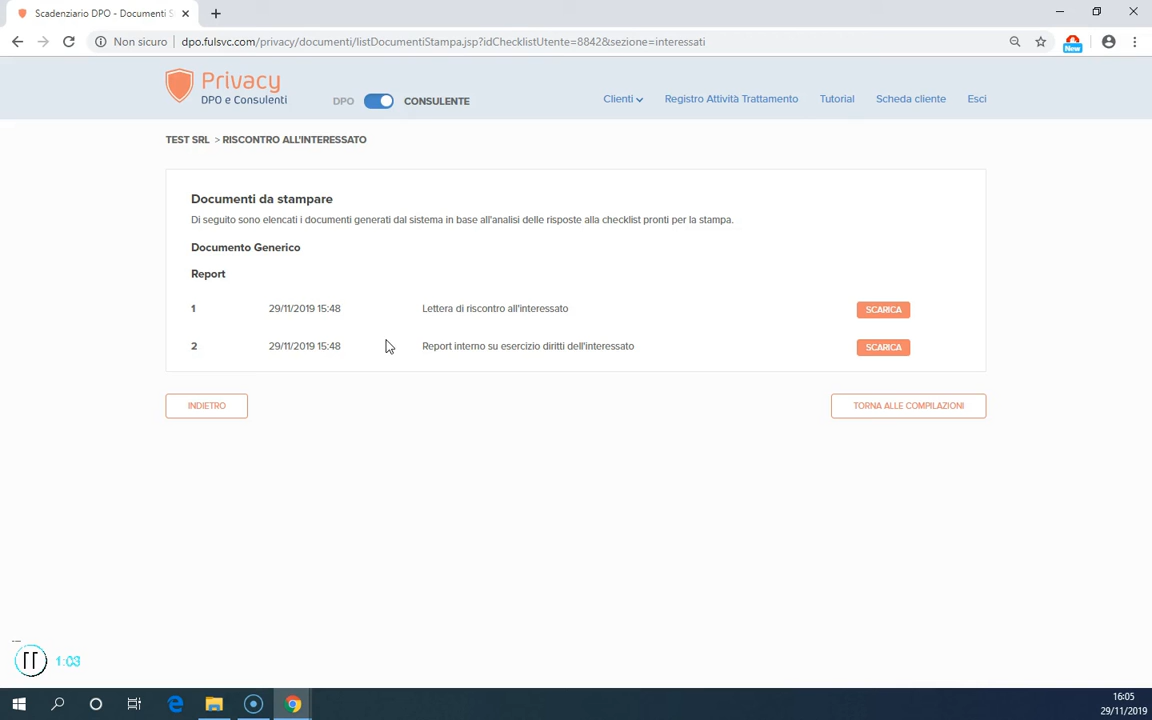 Scadenziario DPO - Documenti S
Non sicuro
dpo.fulsvc.com/privacy/documenti/listDocumentiStampa.jsp?idChecklistUtente=8842&sezione=interessati
New
Privacy
DPO e Consulenti
DPO
CONSULENTE
Clienti
Registro Attività Trattamento
Tutorial
Scheda cliente
Esci
TEST SRL > RISCONTRO ALL'INTERESSATO
Documenti da stampare
Di seguito sono elencati i documenti generati dal sistema in base all'analisi delle risposte alla checklist pronti per la stampa.
Documento Generico
Report
1 29/11/2019 15:48 Lettera di riscontro all'interessato SCARICA
2 29/11/2019 15:48 Report interno su esercizio diritti dell'interessato SCARICA
INDIETRO
TORNA ALLE COMPILAZIONI
1:03
16:05
29/11/2019